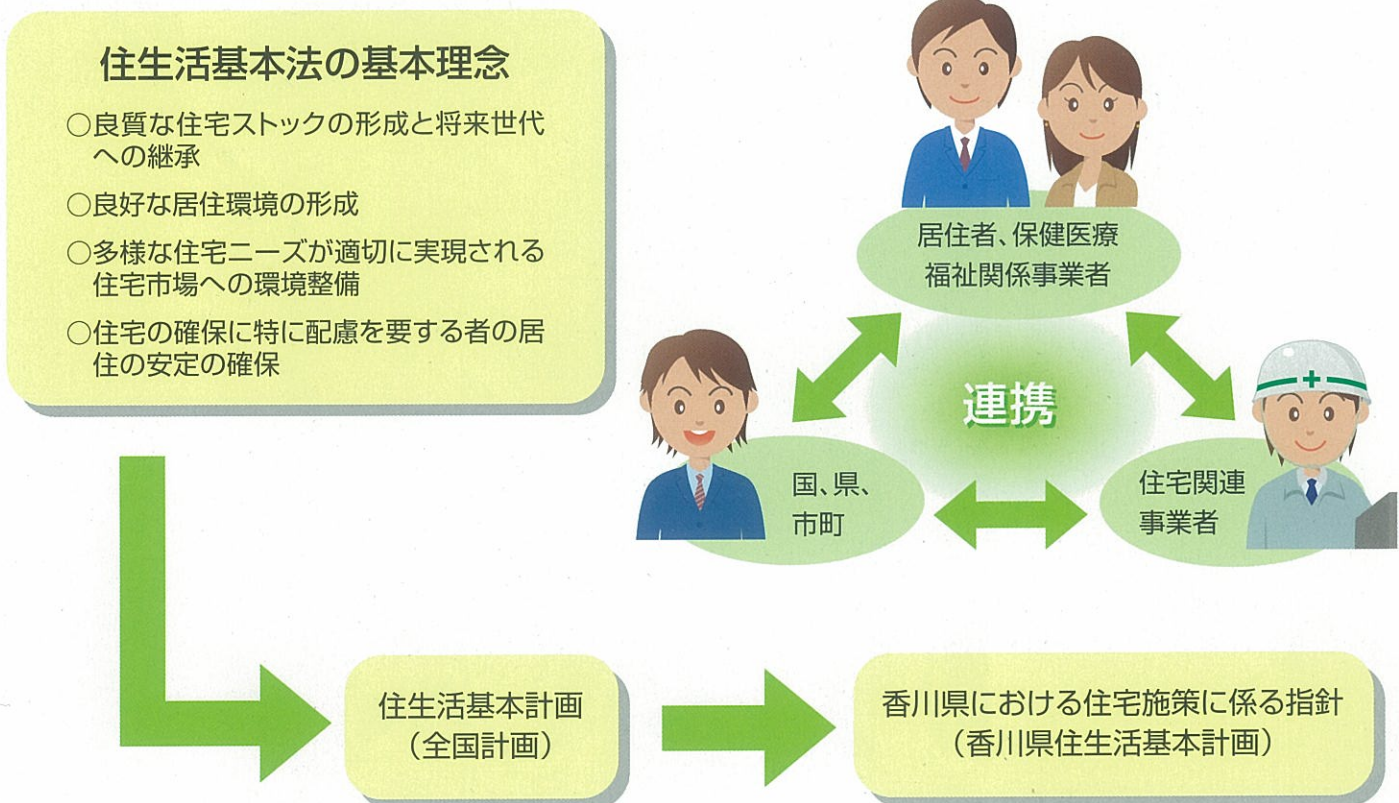 住生活基本法の基本理念
○良質な住宅ストックの形成と将来世代
への継承
○良好な居住環境の形成
○多様な住宅ニーズが適切に実現される
住宅市場への環境整備
○住宅の確保に特に配慮を要する者の居
住の安定の確保
居住者、保健医療
福祉関係事業者
連携
国、県、
市町
住宅関連
事業者
住生活基本計画
（全国計画）
香川県における住宅施策に係る指針
（香川県住生活基本計画）